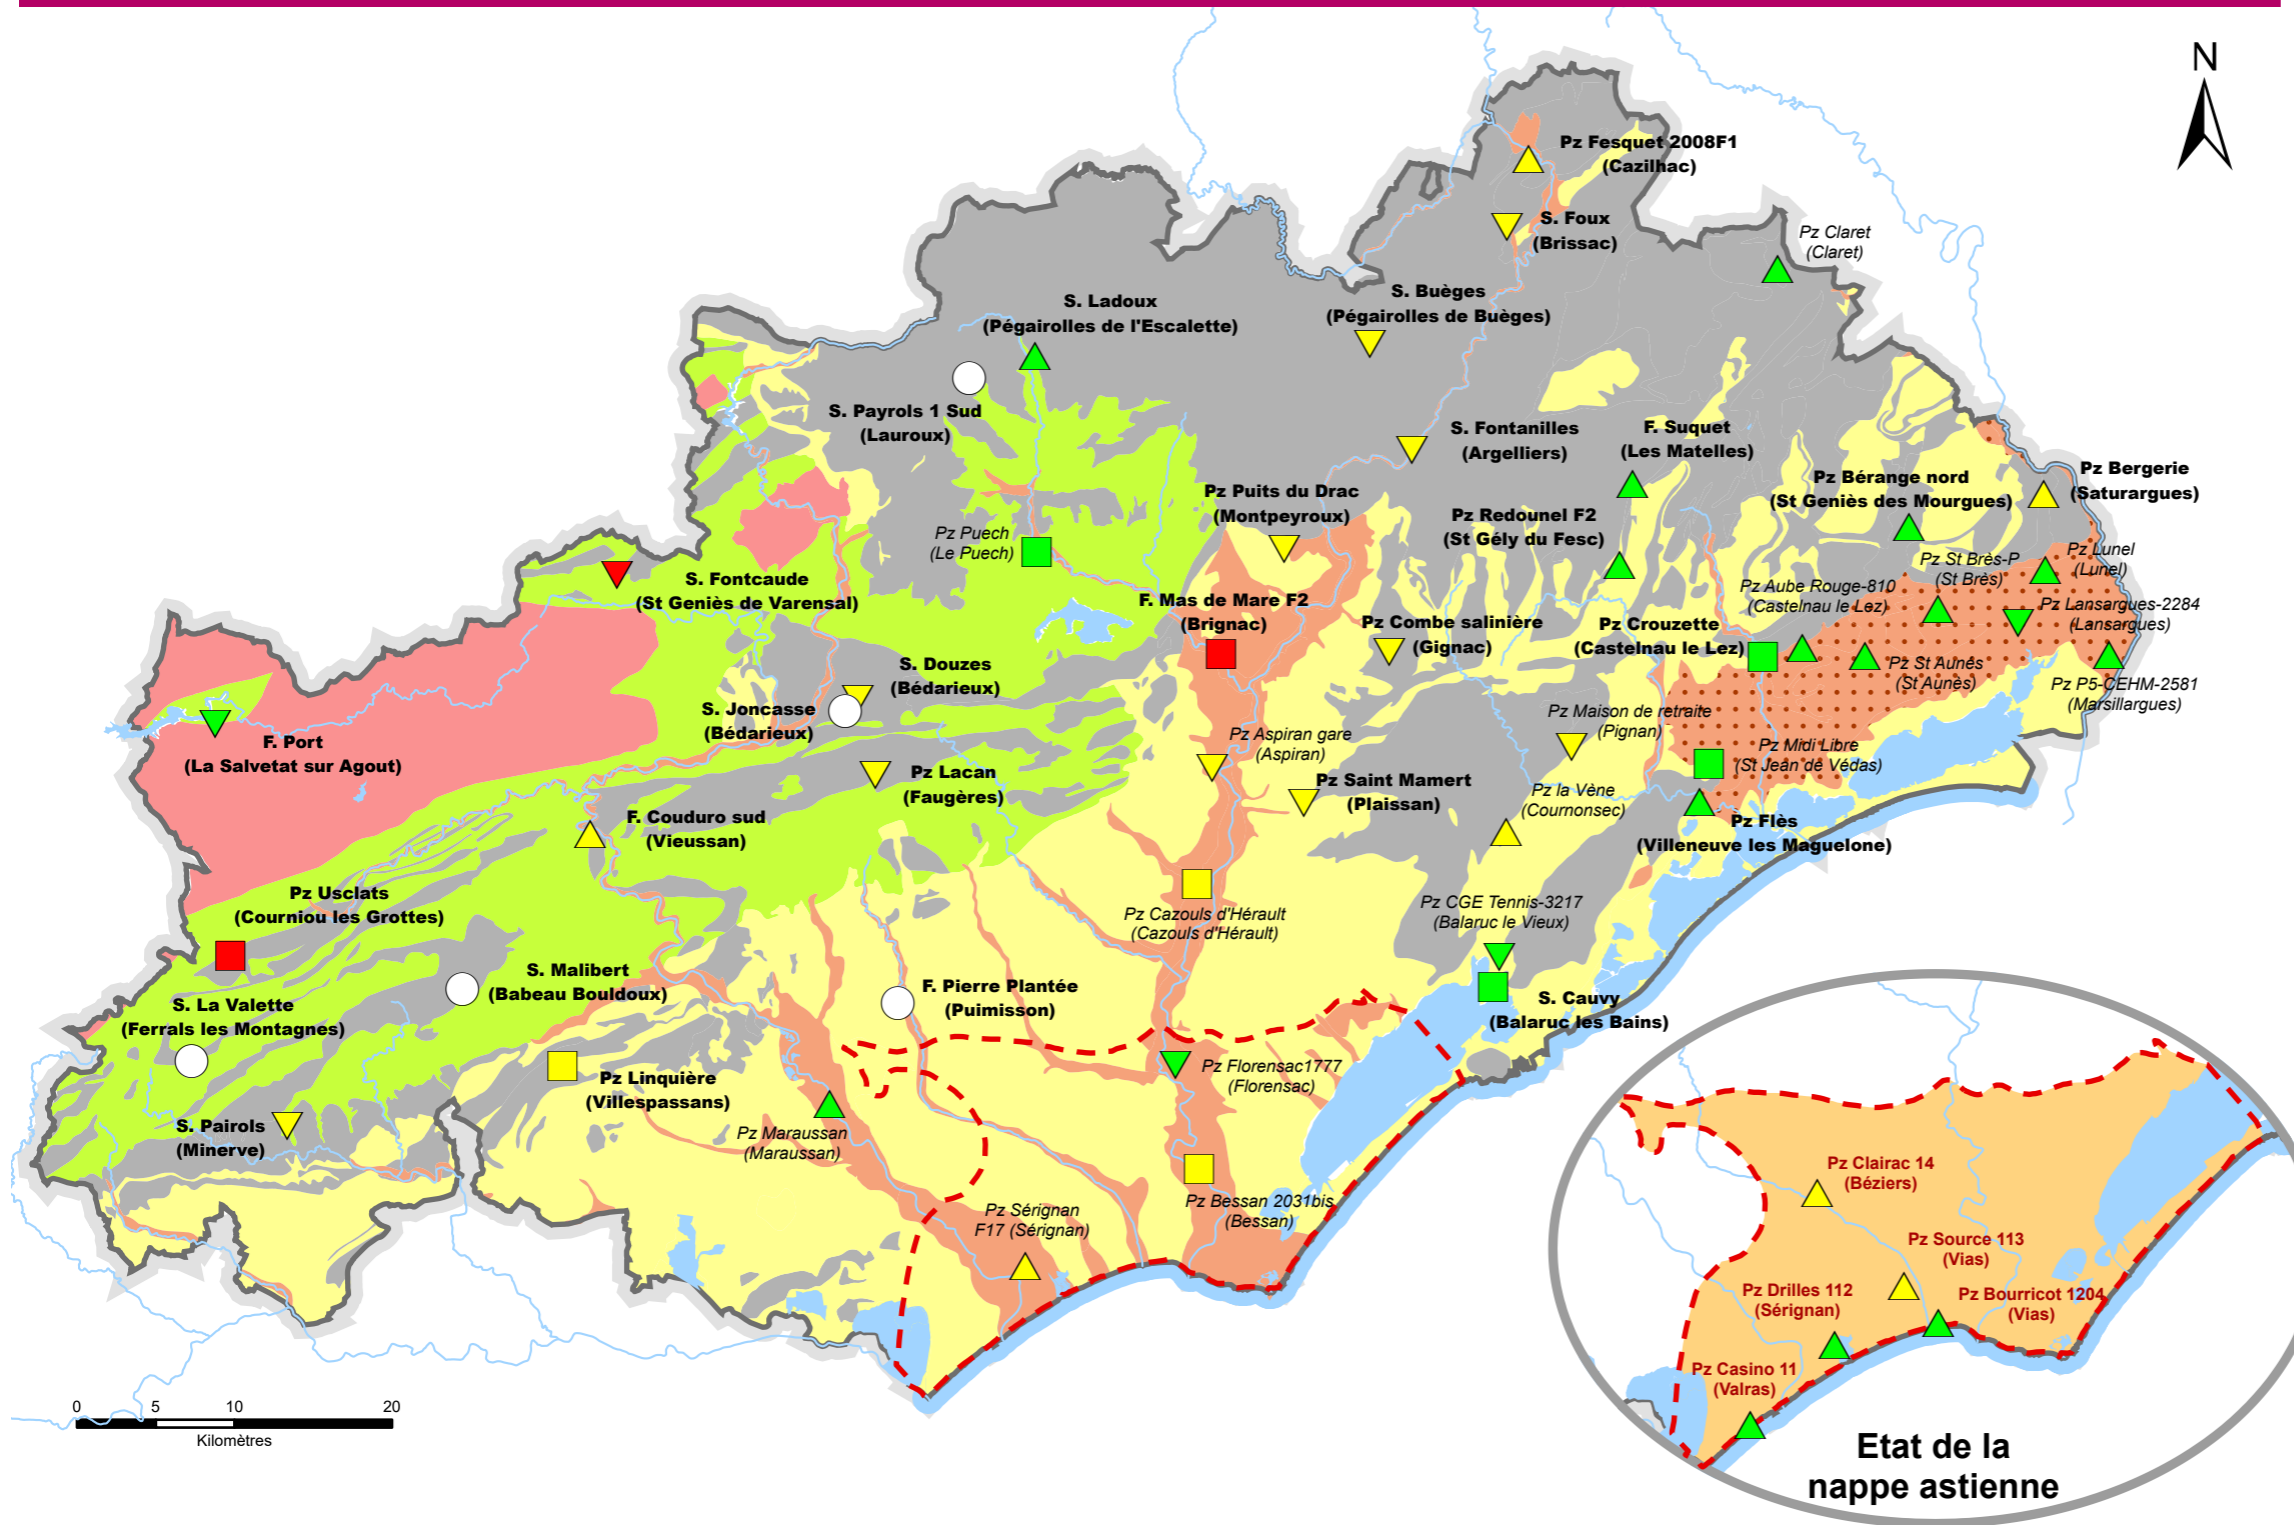 N
Pz Fesquet 2008F1
(Cazilhac)
S. Foux
(Brissac)
Pz Claret
(Claret)
S. Ladoux
(Pégairolles de l'Escalette)
S. Buèges
(Pégairolles de Buèges)
S. Payrols 1 Sud
(Lauroux)
S. Fontanilles
(Argelliers)
F. Suquet
(Les Matelles)
Pz Bérange nord
(St Geniès des Mourgues)
Pz Bergerie
(Saturargues)
Pz Puits du Drac
(Montpeyroux)
Pz Redounel F2
(St Gély du Fesc)
Pz Puech
(Le Puech)
Pz St Brès-P
(St Brès)
Pz Lunel
(Lunel)
S. Fontcaude
(St Geniès de Varensal)
F. Mas de Mare F2
(Brignac)
Pz Aube Rouge-810
(Castelnau le Lez)
Pz Lansargues-2284
(Lansargues)
Pz Combe salinière
(Gignac)
Pz Crouzette
(Castelnau le Lez)
S. Douzes
(Bédarieux)
Pz St Aunès
(St Aunès)
Pz P5-CEHM-2581
(Marsillargues)
S. Joncasse
(Bédarieux)
Pz Maison de retraite
(Pignan)
F. Port
(La Salvetat sur Agout)
Pz Aspiran gare
(Aspiran)
Pz Midi Libre
(St Jean de Védas)
Pz Lacan
(Faugères)
Pz Saint Mamert
(Plaissan)
Pz la Vène
(Cournonsec)
F. Couduro sud
(Vieussan)
Pz Flès
(Villeneuve les Maguelone)
Pz Usclats
(Courniou les Grottes)
Pz Cazouls d'Hérault
(Cazouls d'Hérault)
Pz CGE Tennis-3217
(Balaruc le Vieux)
S. Malibert
(Babeau Bouldoux)
F. Pierre Plantée
(Puimisson)
S. La Valette
(Ferrals les Montagnes)
S. Cauvy
(Balaruc les Bains)
Pz Linquière
(Villespassans)
Pz Florensac1777
(Florensac)
S. Pairols
(Minerve)
Pz Maraussan
(Maraussan)
Pz Bessan 2031bis
(Bessan)
Pz Sérignan
F17 (Sérignan)
Pz Clairac 14
(Béziers)
Pz Source 113
(Vias)
Pz Drilles 112
(Sérignan)
Pz Bourricot 1204
(Vias)
Pz Casino 11
(Valras)
0 5 10 20
Kilomètres
Etat de la
nappe astienne